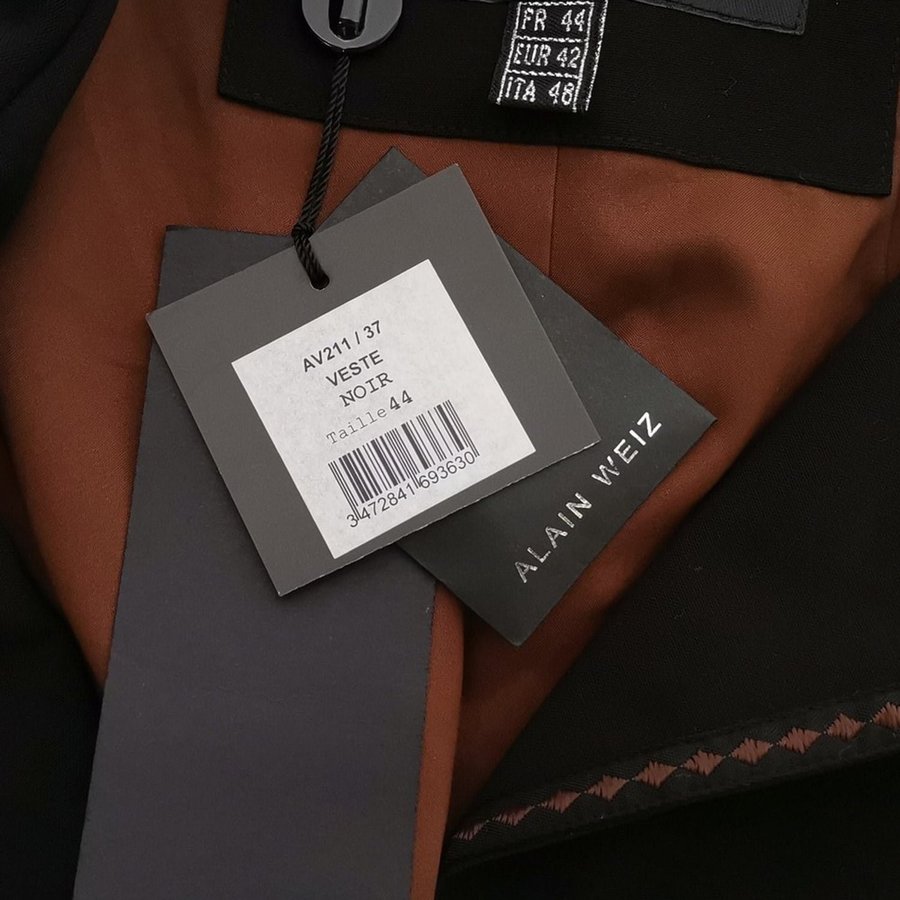 FR 44
EUR 42
ITA 48
AV211 / 37
VESTE
NOIR
Taille 44
3472841693630
ALAIN WEIZ